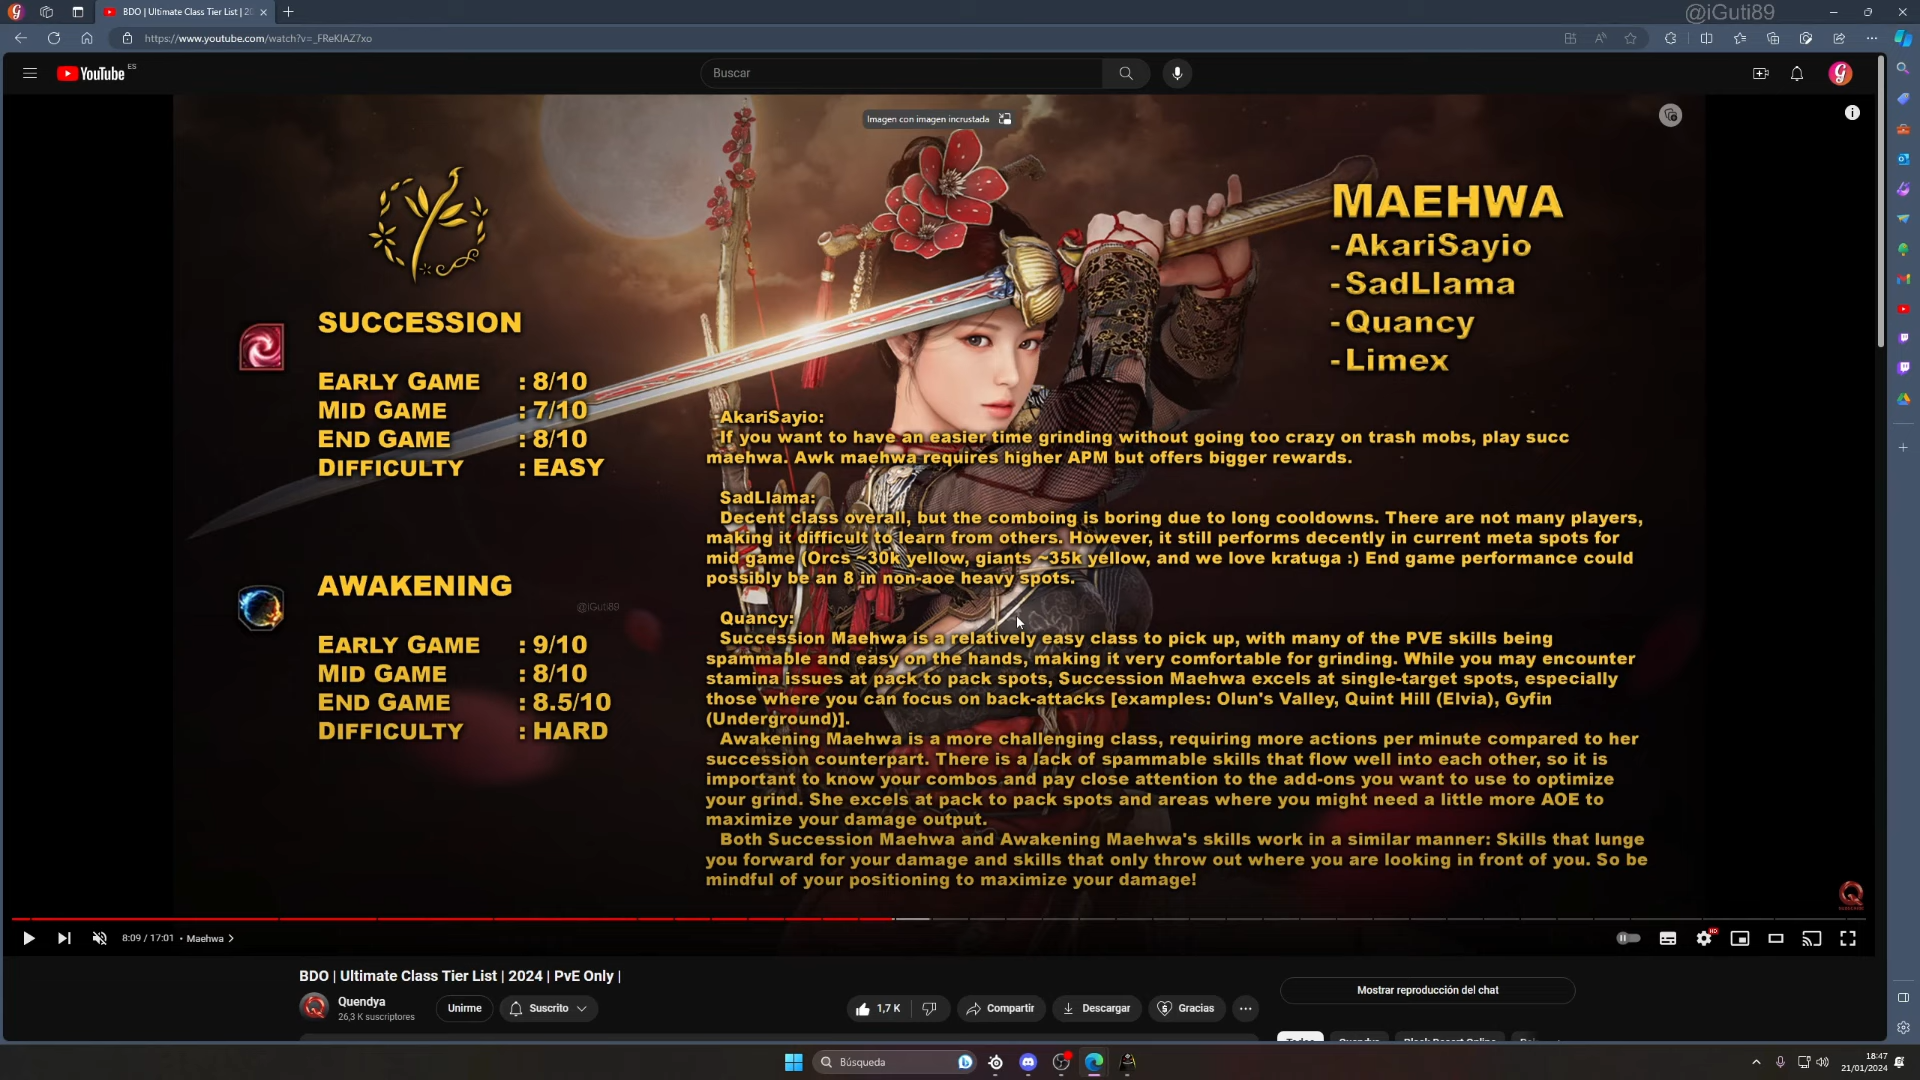 BDO | Ultimate Class Tier List | 2
@iGuti89
https://www.youtube.com/watch?v=_FReKIAZ7xo
YouTube ES
Buscar
Imagen con imagen incrustada
SUCCESSION
EARLY GAME : 8/10
MID GAME : 7/10
END GAME : 8/10
DIFFICULTY : EASY
AWAKENING
@iGuti89
EARLY GAME : 9/10
MID GAME : 8/10
END GAME : 8.5/10
DIFFICULTY : HARD
MAEHWA
-AkariSayio
-SadLlama
-Quancy
-Limex
AkariSayio:
If you want to have an easier time grinding without going too crazy on trash mobs, play succ
maehwa. Awk maehwa requires higher APM but offers bigger rewards.
SadLlama:
Decent class overall, but the comboing is boring due to long cooldowns. There are not many players,
making it difficult to learn from others. However, it still performs decently in current meta spots for
mid game (Orcs ~30k yellow, giants ~35k yellow, and we love kratuga :) End game performance could
possibly be an 8 in non-aoe heavy spots.
Quancy:
Succession Maehwa is a relatively easy class to pick up, with many of the PVE skills being
spammable and easy on the hands, making it very comfortable for grinding. While you may encounter
stamina issues at pack to pack spots, Succession Maehwa excels at single-target spots, especially
those where you can focus on back-attacks [examples: Olun's Valley, Quint Hill (Elvia), Gyfin
(Underground)].
Awakening Maehwa is a more challenging class, requiring more actions per minute compared to her
succession counterpart. There is a lack of spammable skills that flow well into each other, so it is
important to know your combos and pay close attention to the add-ons you want to use to optimize
your grind. She excels at pack to pack spots and areas where you might need a little more AOE to
maximize your damage output.
Both Succession Maehwa and Awakening Maehwa's skills work in a similar manner: Skills that lunge
you forward for your damage and skills that only throw out where you are looking in front of you. So be
mindful of your positioning to maximize your damage!
8:09 / 17:01 • Maehwa
HD
BDO | Ultimate Class Tier List | 2024 | PvE Only |
Quendya
26,3 K suscriptores
Unirme
Suscrito
1,7 K
Compartir
Descargar
Gracias
Mostrar reproducción del chat
Búsqueda
18:47
21/01/2024